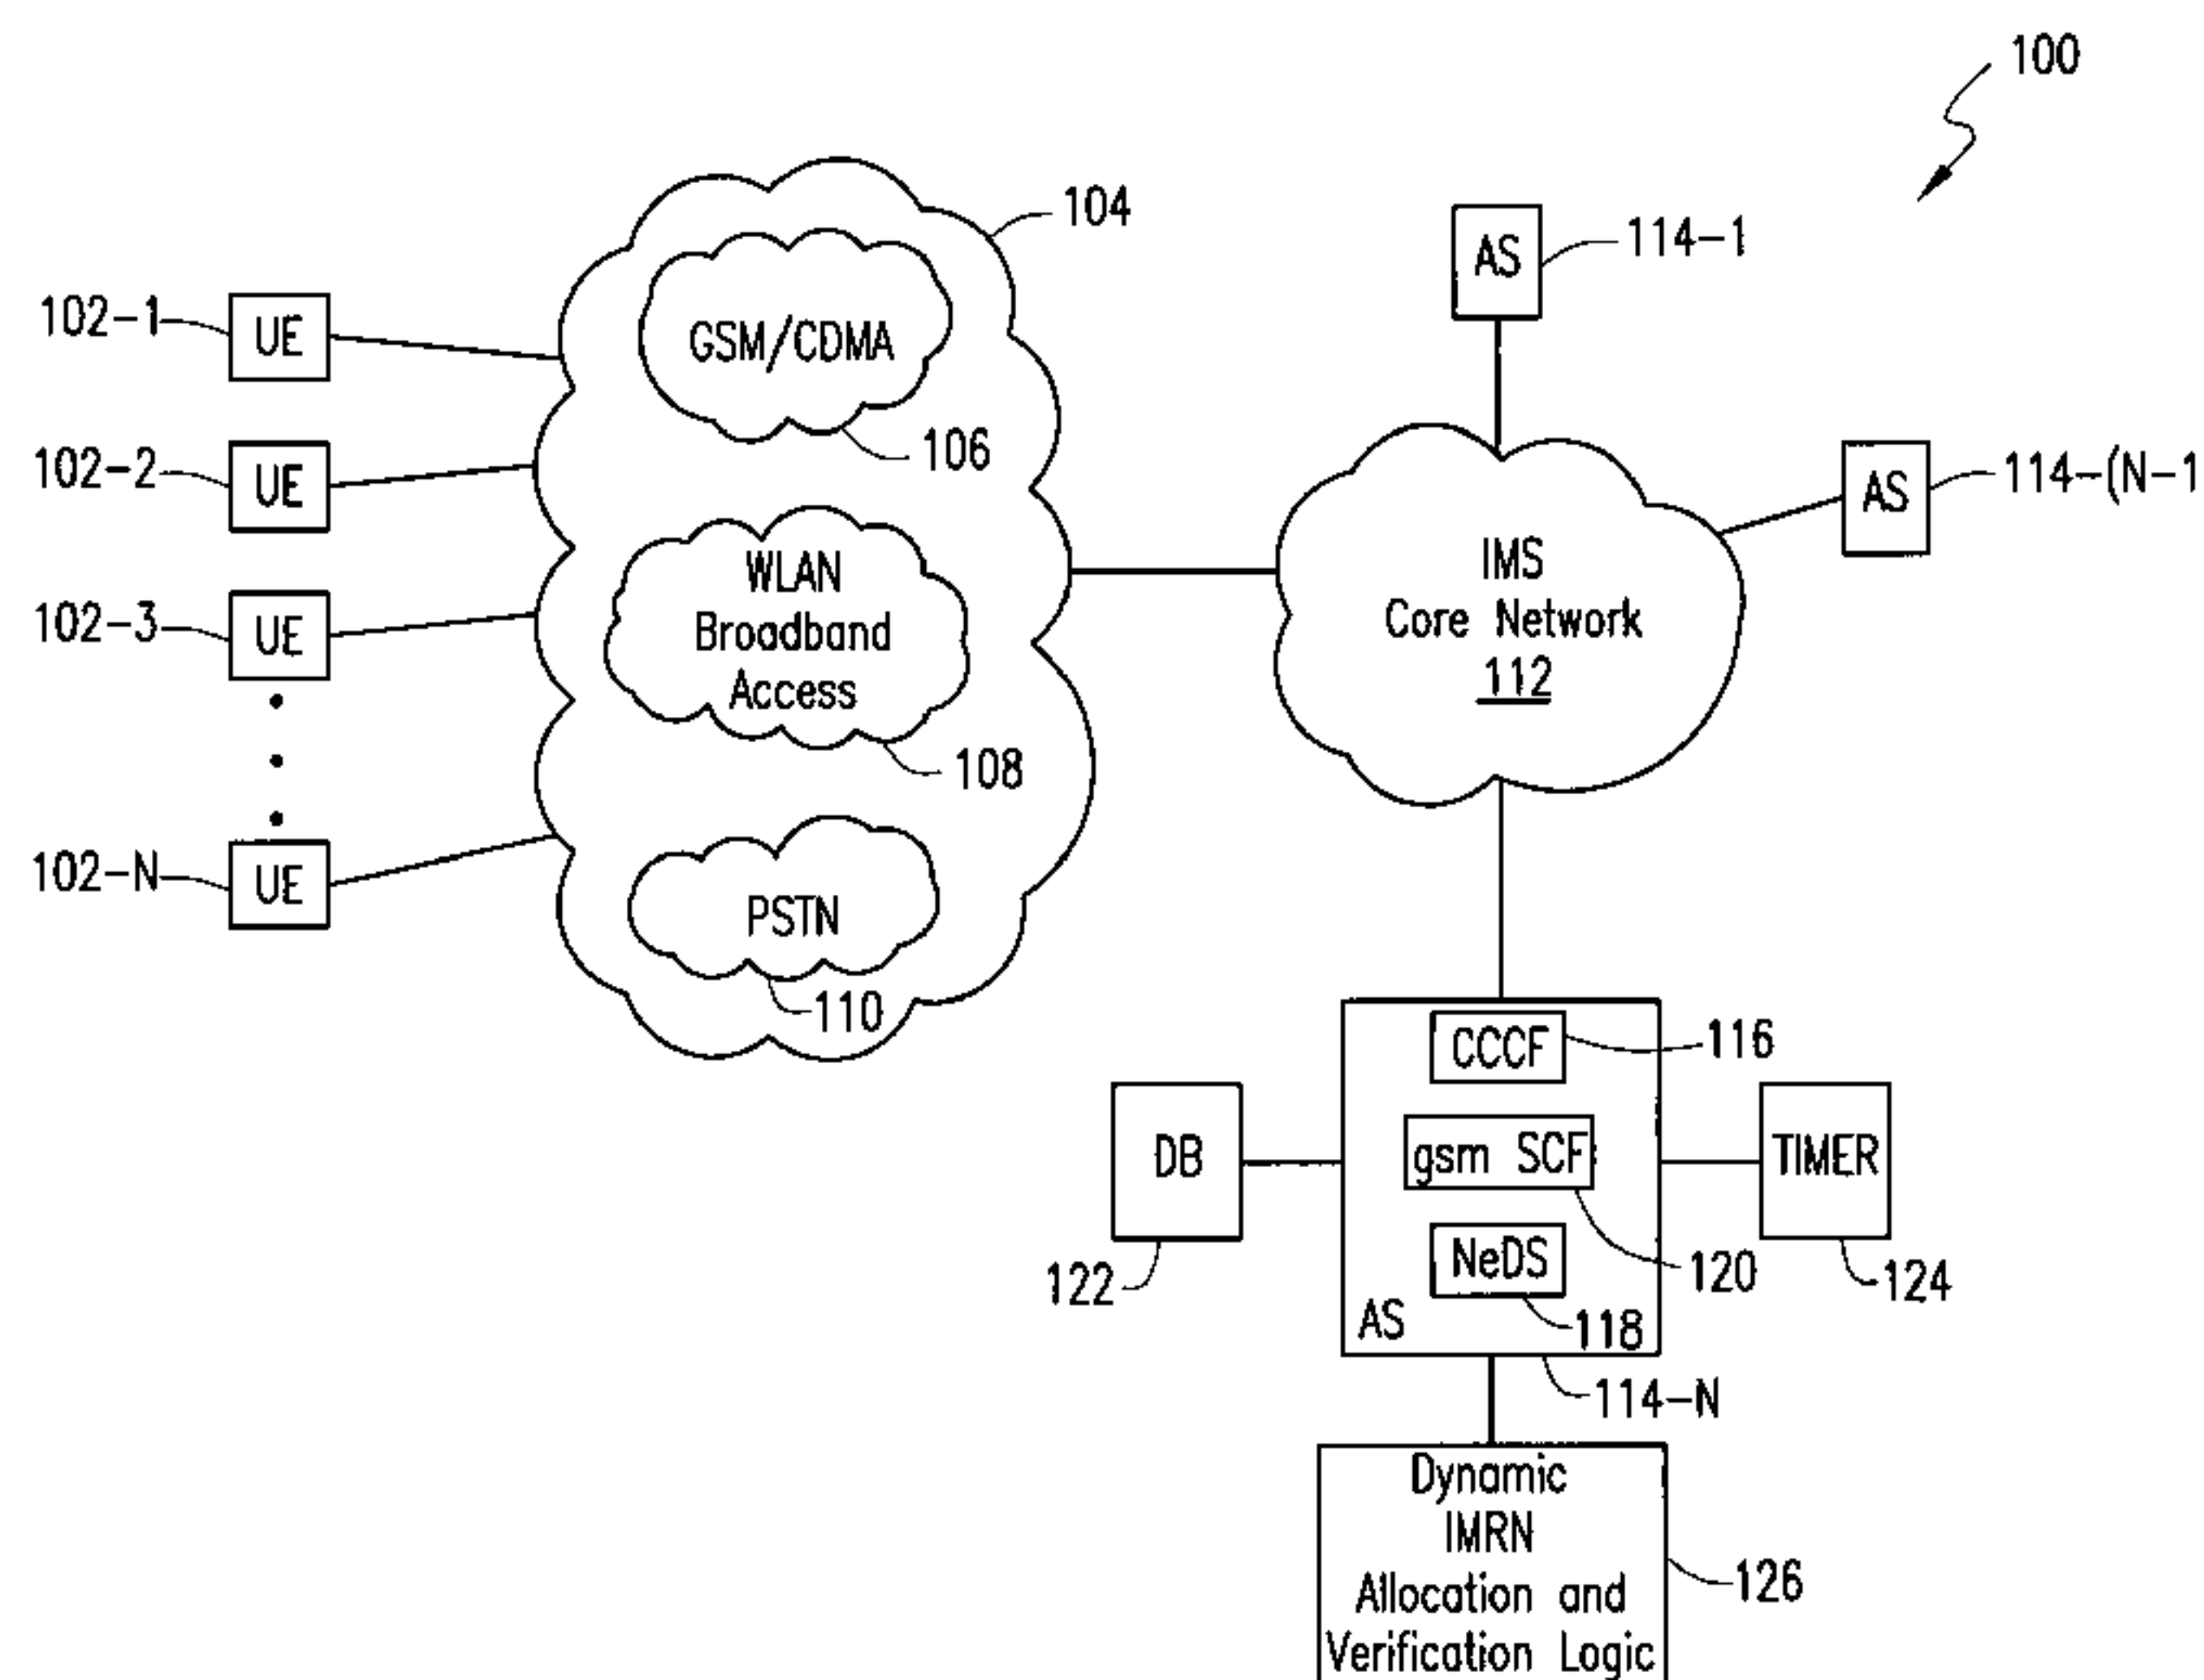 100
104
114-1
AS
102-1
UE
GSM/CDMA
106
102-2
UE
114-(N-1
AS
WLAN
Broadband
Access
108
IMS
Core Network
112
102-3
UE
102-N
UE
PSTN
110
CCCF
116
DB
122
gsm SCF
120
TIMER
124
NeDS
118
AS
114-N
Dynamic
IMRN
Allocation and
Verification Logic
126